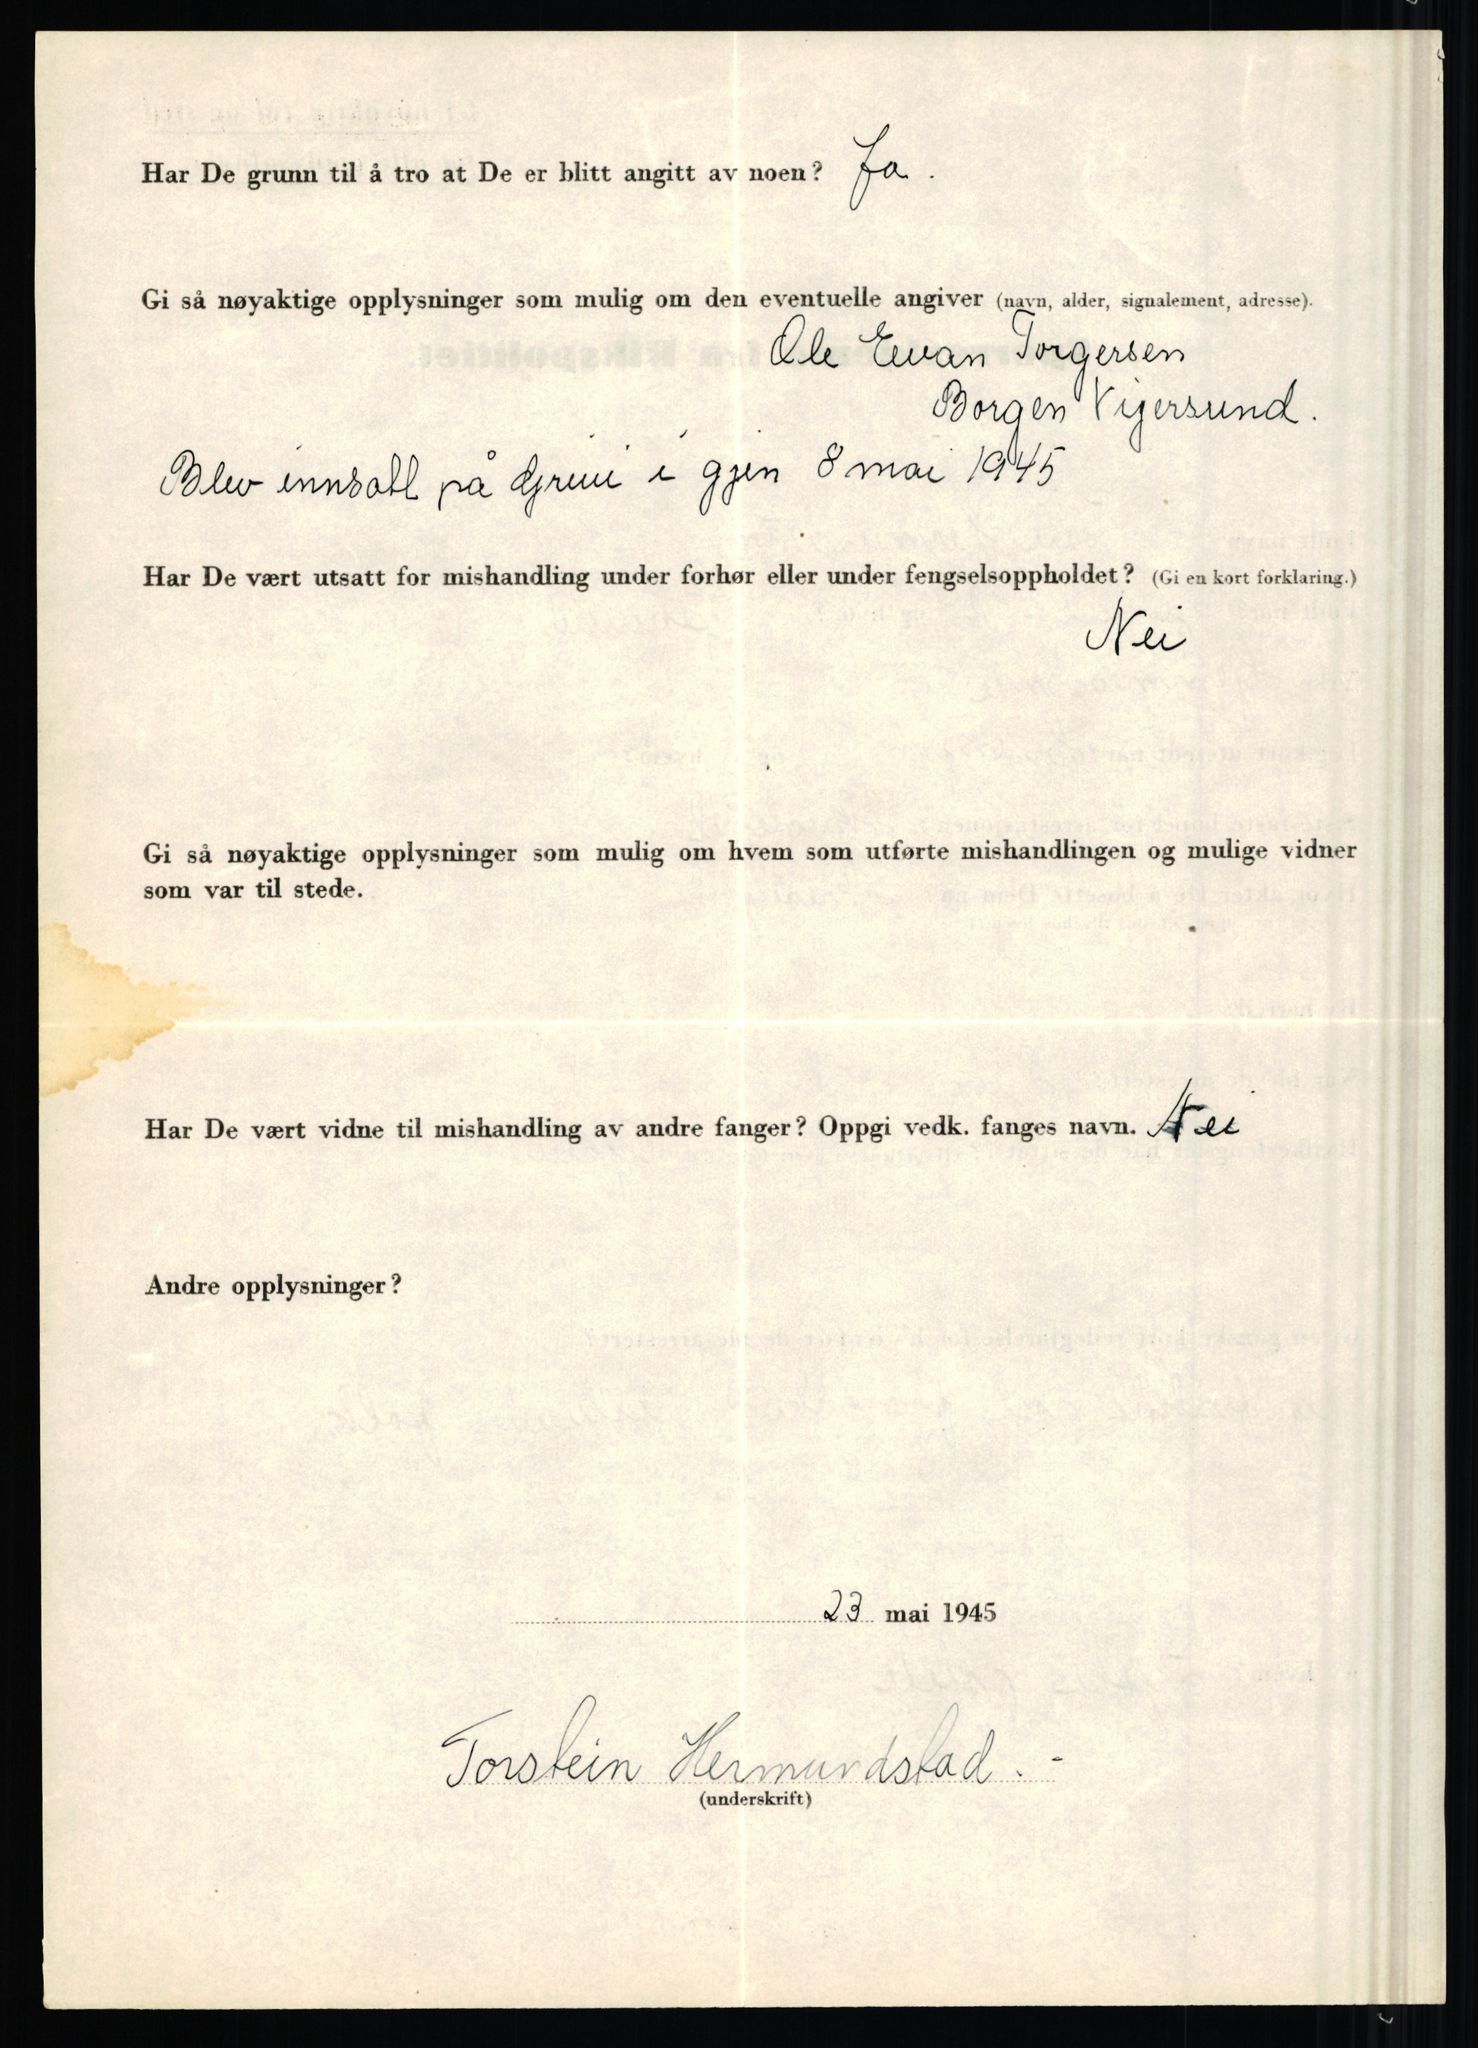 Har De grunn til å tro at De er blitt angitt av noen? Ja.
Gi så nøyaktige opplysninger som mulig om den eventuelle angiver (navn, alder, signalement, adresse).
Ole Evan Torgersen
Borgen Vigersund.
Blev innsatt på Grini i gjen 8 mai 1945
Har De vært utsatt for mishandling under forhør eller under fengselsoppholdet? (Gi en kort forklaring.)
Nei
Gi så nøyaktige opplysninger som mulig om hvem som utførte mishandlingen og mulige vidner
som var til stede.
Har De vært vidne til mishandling av andre fanger? Oppgi vedk. fanges navn. Nei
Andre opplysninger?
23 mai 1945
Torstein Hermundstad.-
(underskrift)